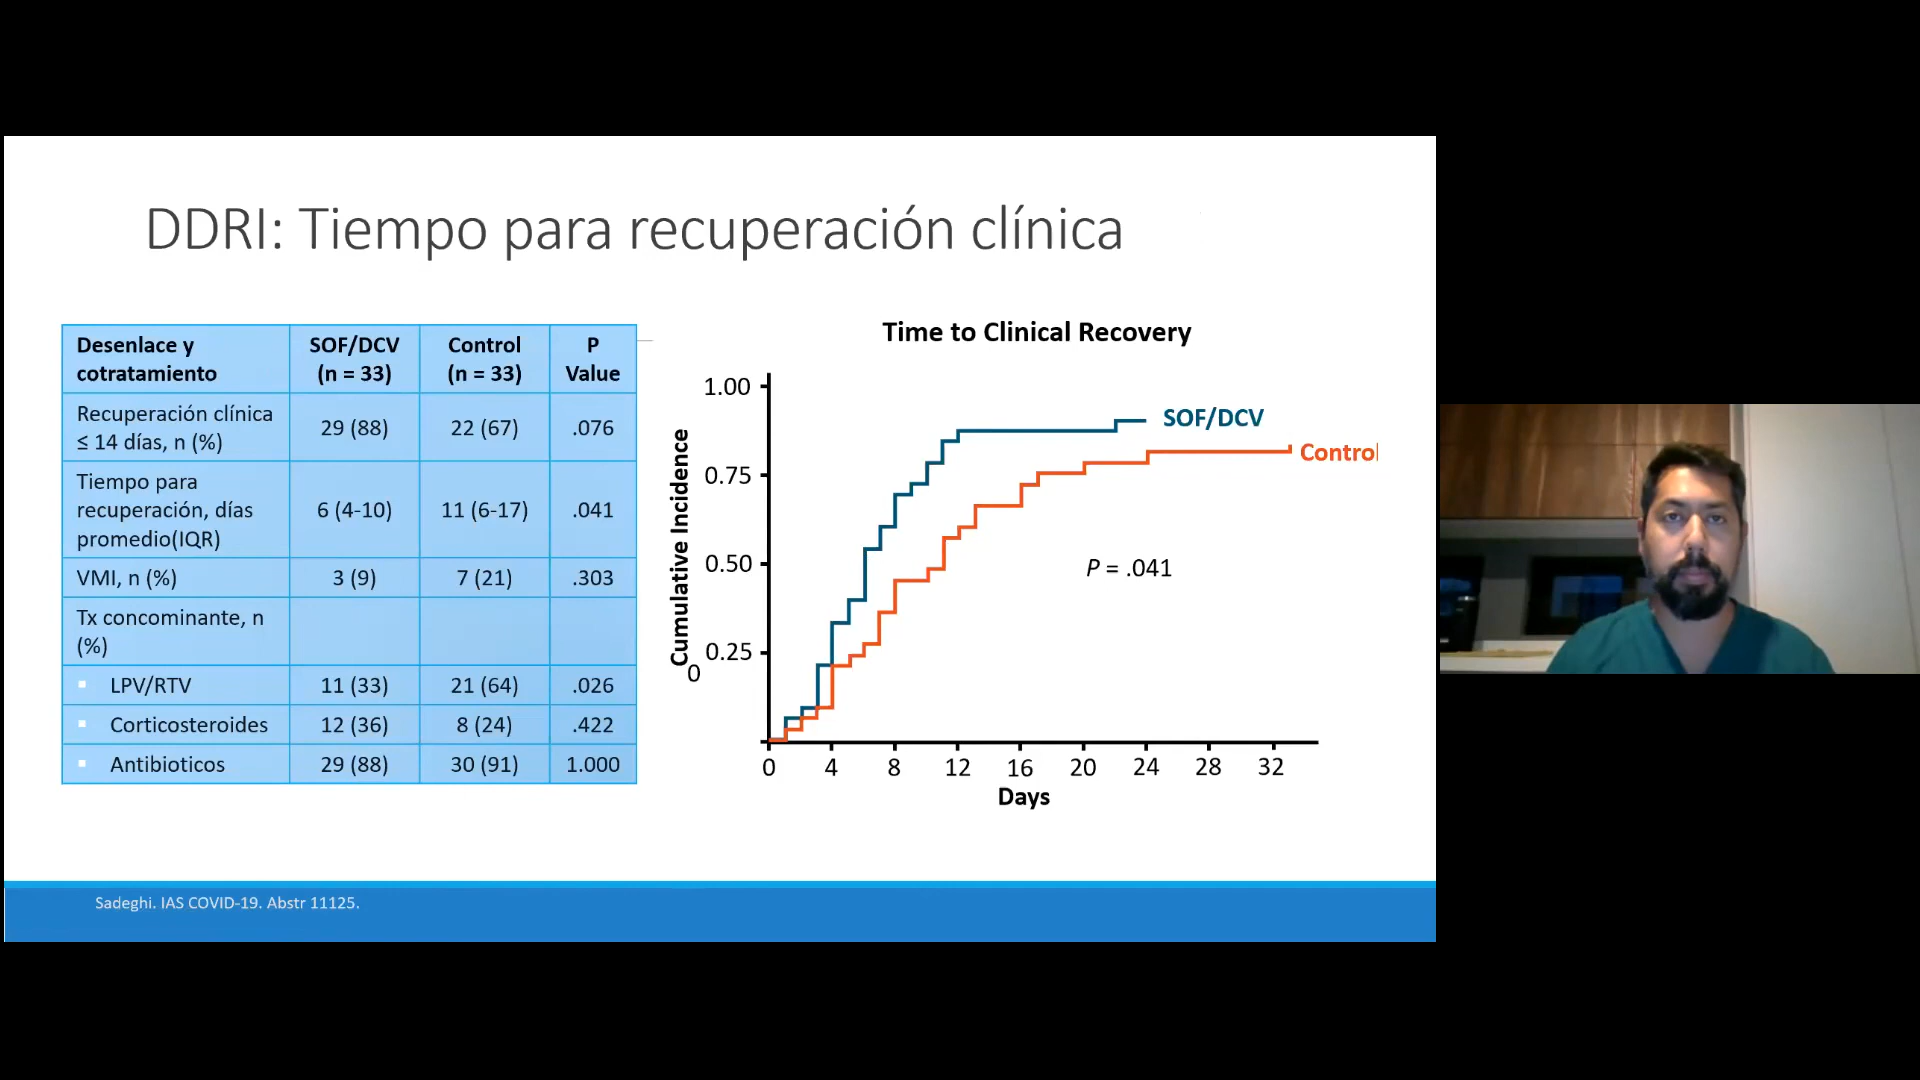 DDRI: Tiempo para recuperación clínica
Desenlace y cotratamiento SOF/DCV (n = 33) Control (n = 33) P Value
Recuperación clínica ≤ 14 días, n (%) 29 (88) 22 (67) .076
Tiempo para recuperación, días promedio(IQR) 6 (4-10) 11 (6-17) .041
VMI, n (%) 3 (9) 7 (21) .303
Tx concominante, n (%)
LPV/RTV 11 (33) 21 (64) .026
Corticosteroides 12 (36) 8 (24) .422
Antibioticos 29 (88) 30 (91) 1.000
Time to Clinical Recovery
Cumulative Incidence
1.00
0.75
0.50
0.25
0
SOF/DCV
Control
P = .041
0 4 8 12 16 20 24 28 32
Days
Sadeghi. IAS COVID-19. Abstr 11125.